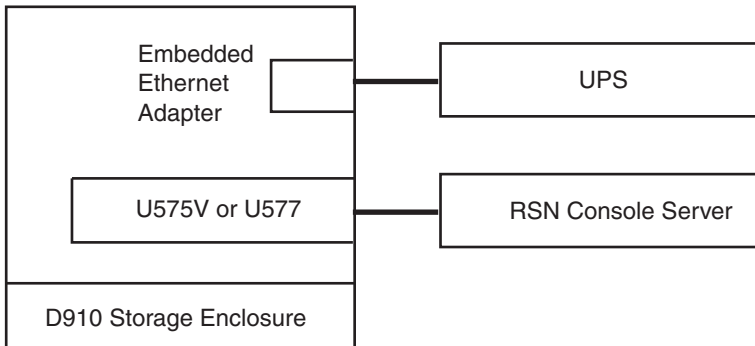 Embedded
Ethernet
Adapter
UPS
U575V or U577
RSN Console Server
D910 Storage Enclosure